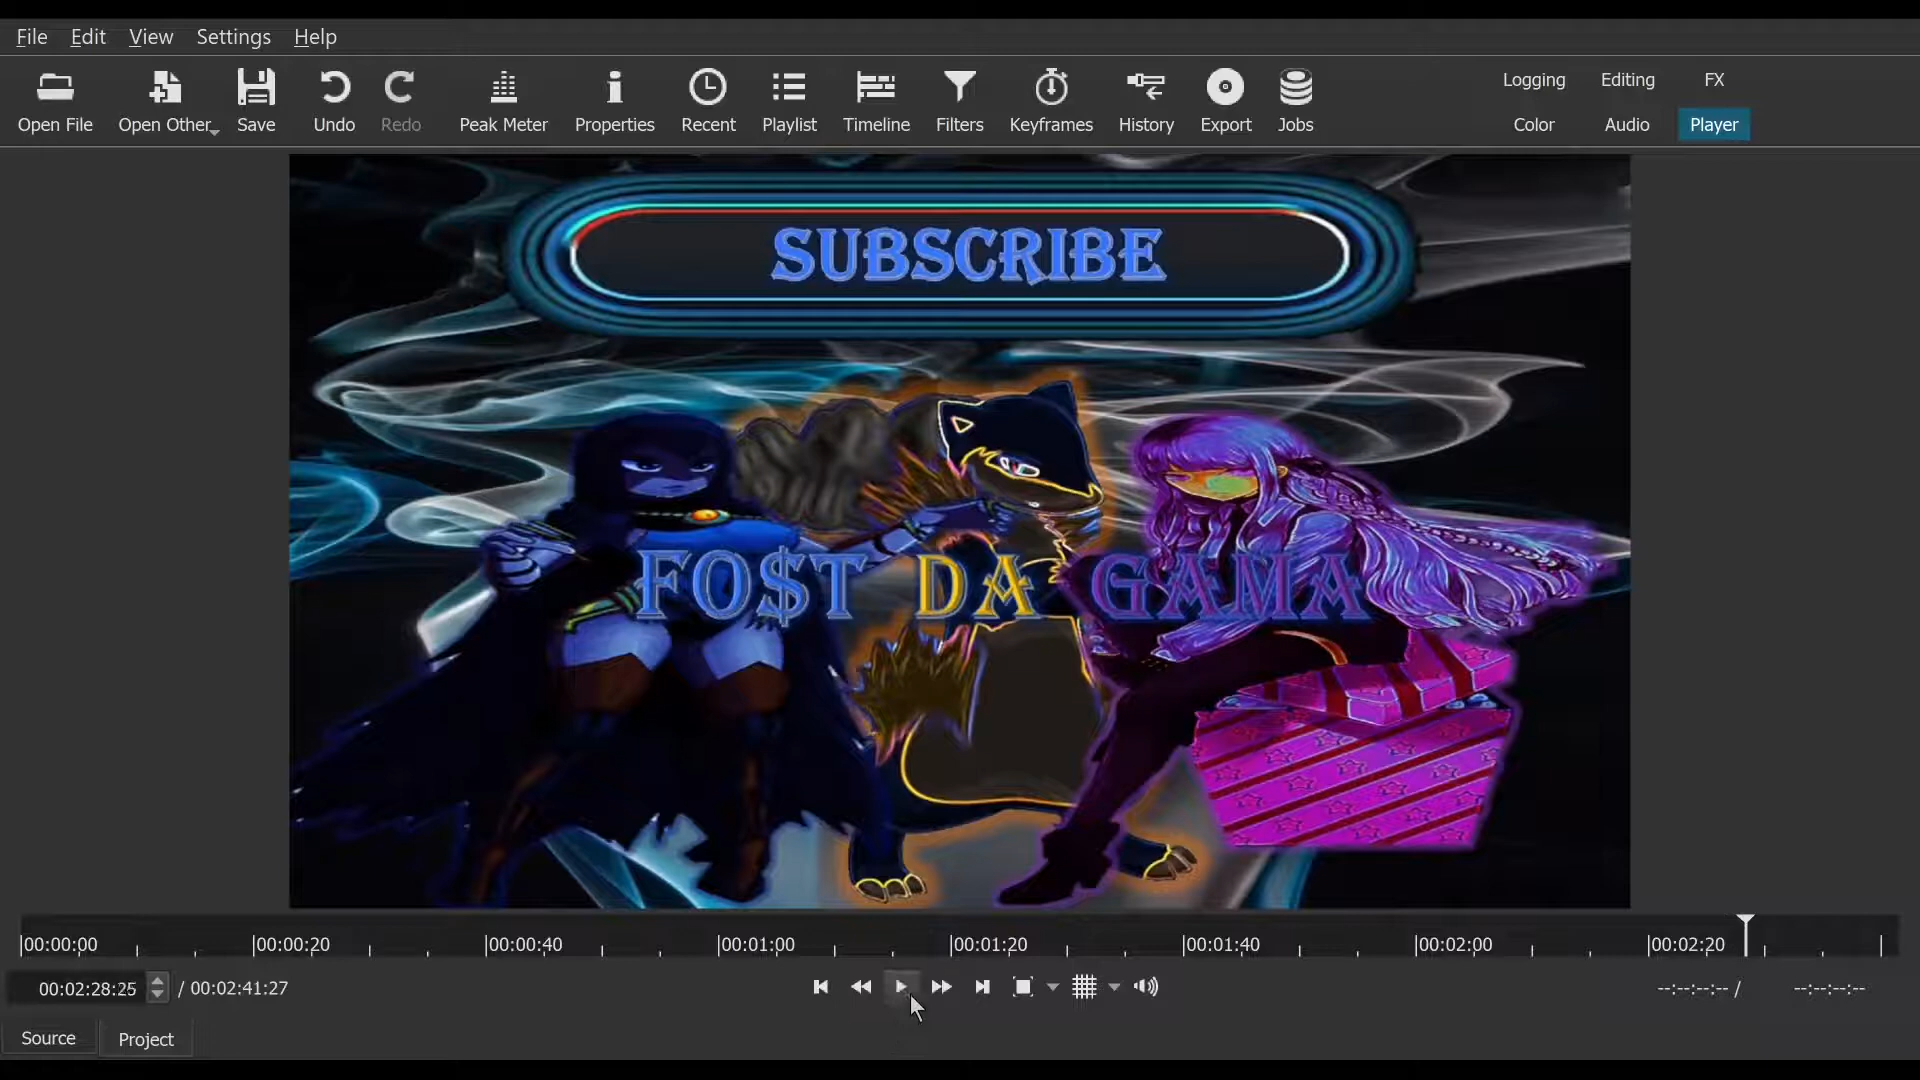 File Edit View Settings Help
Open File Open Other... Save Undo Redo Peak Meter Properties Recent Playlist Timeline Filters Keyframes History Export Jobs
Logging Editing FX
Color Audio Player
SUBSCRIBE
FO$T DA GAMA
00:00:00 00:00:20 00:00:40 00:01:00 00:01:20 00:01:40 00:02:00 00:02:20
00:02:28:25 / 00:02:41:27 --:--:--:-- / --:--:--:--
Source Project